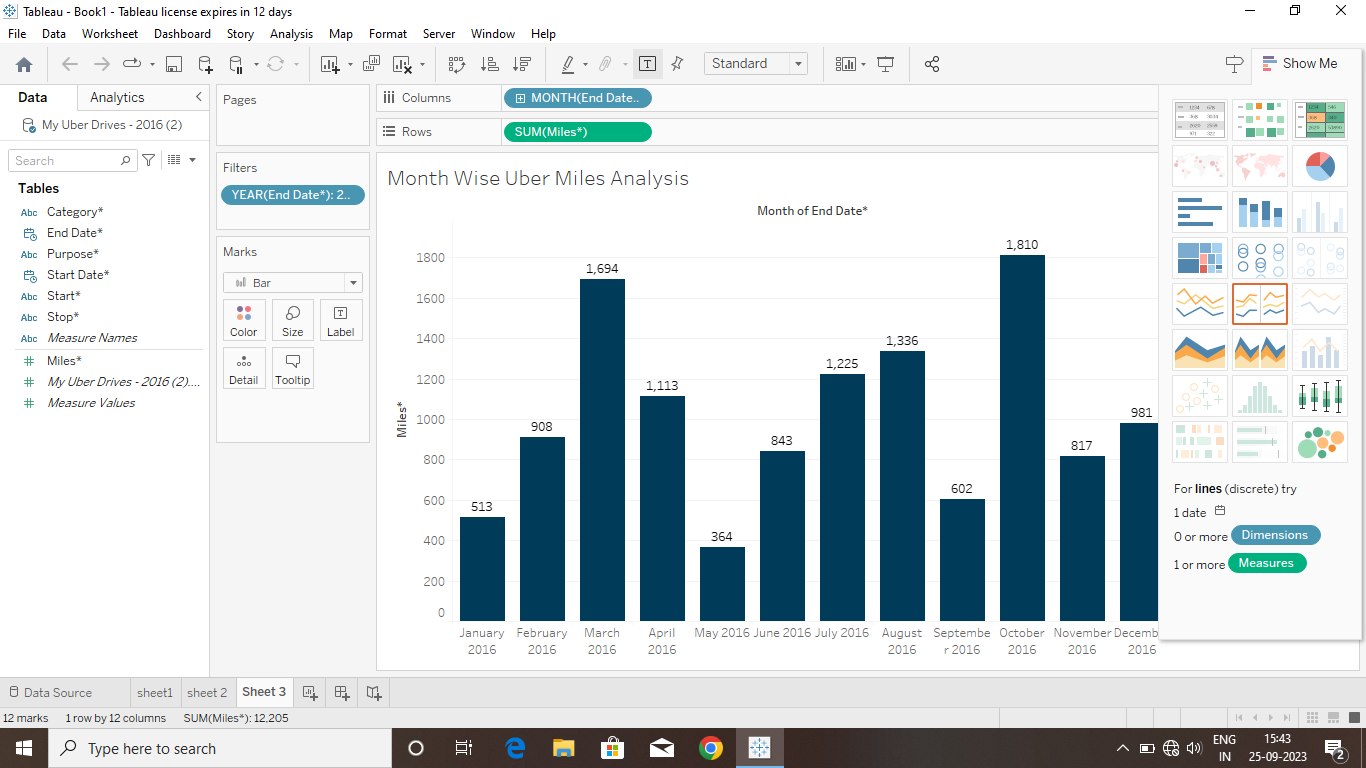 Tableau - Book1 - Tableau license expires in 12 days
File Data Worksheet Dashboard Story Analysis Map Format Server Window Help
Standard
Show Me
Data Analytics
My Uber Drives - 2016 (2)
Search
Tables
Abc Category*
End Date*
Abc Purpose*
Start Date*
Abc Start*
Abc Stop*
Abc Measure Names
Miles*
My Uber Drives - 2016 (2)....
Measure Values
Pages
Filters
YEAR(End Date*): 2..
Marks
Bar
Color Size Label
Detail Tooltip
Columns MONTH(End Date..
Rows SUM(Miles*)
Month Wise Uber Miles Analysis
Month of End Date*
Miles*
1800
1600
1400
1200
1000
800
600
400
200
0
513
908
1,694
1,113
364
843
1,225
1,336
602
1,810
817
981
January 2016
February 2016
March 2016
April 2016
May 2016
June 2016
July 2016
August 2016
Septembe
r 2016
October 2016
November 2016
Decemb
2016
For lines (discrete) try
1 date
0 or more Dimensions
1 or more Measures
Data Source sheet1 sheet 2 Sheet 3
12 marks 1 row by 12 columns SUM(Miles*): 12,205
Type here to search
ENG
IN
15:43
25-09-2023
2